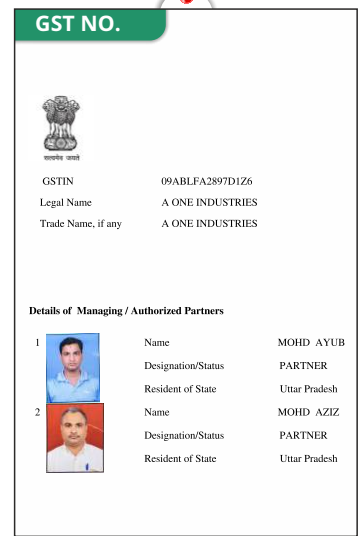 GST NO.
सत्यमेव जयते
GSTIN 09ABLFA2897D1Z6
Legal Name A ONE INDUSTRIES
Trade Name, if any A ONE INDUSTRIES
Details of Managing / Authorized Partners
1 Name MOHD AYUB
Designation/Status PARTNER
Resident of State Uttar Pradesh
2 Name MOHD AZIZ
Designation/Status PARTNER
Resident of State Uttar Pradesh